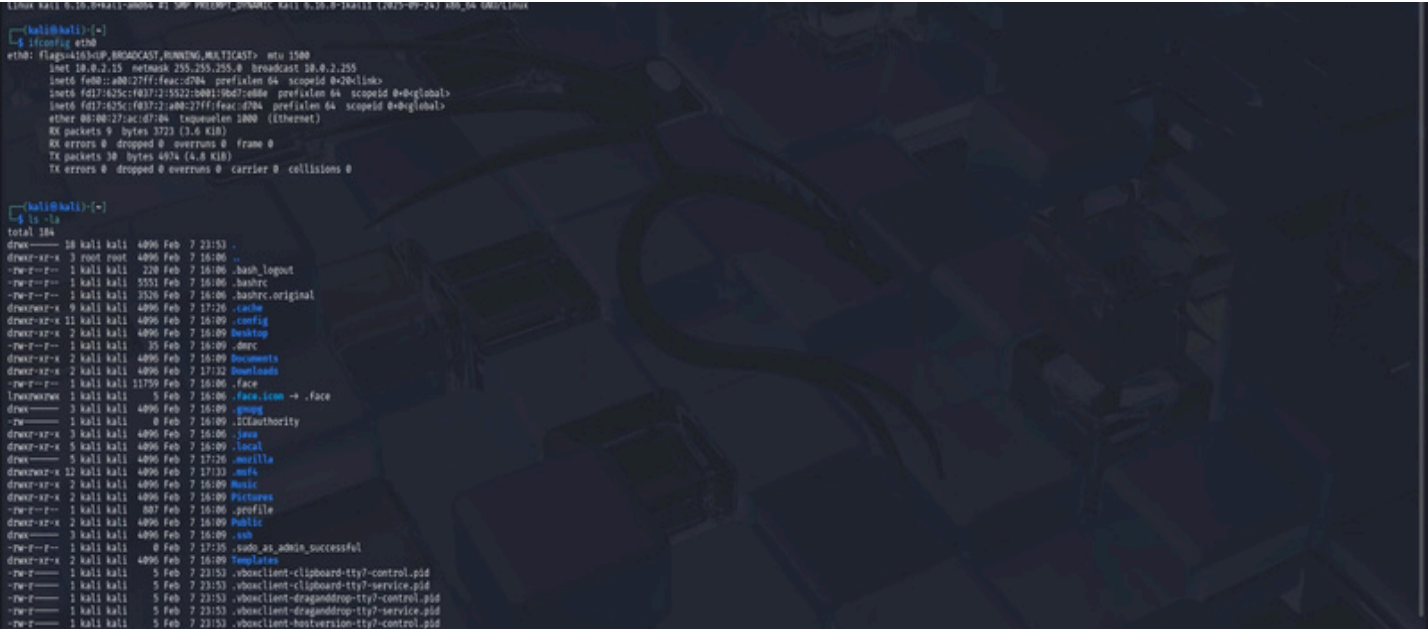 Linux kali 6.16.8+kali-amd64 #1 SMP PREEMPT_DYNAMIC Kali 6.16.8-1kali1 (2025-09-24) x86_64 GNU/Linux
┌──(kali㉿kali)-[~]
└─$ ifconfig eth0
eth0: flags=4163<UP,BROADCAST,RUNNING,MULTICAST>  mtu 1500
        inet 10.0.2.15  netmask 255.255.255.0  broadcast 10.0.2.255
        inet6 fe80::a00:27ff:feac:d704  prefixlen 64  scopeid 0×20<link>
        inet6 fd17:625c:f037:2:5522:b001:9bd7:e88e  prefixlen 64  scopeid 0×0<global>
        inet6 fd17:625c:f037:2:a00:27ff:feac:d704  prefixlen 64  scopeid 0×0<global>
        ether 08:00:27:ac:d7:04  txqueuelen 1000  (Ethernet)
        RX packets 9  bytes 3723 (3.6 KiB)
        RX errors 0  dropped 0  overruns 0  frame 0
        TX packets 30  bytes 4974 (4.8 KiB)
        TX errors 0  dropped 0 overruns 0  carrier 0  collisions 0
┌──(kali㉿kali)-[~]
└─$ ls -la
total 184
drwx------ 18 kali kali  4096 Feb  7 23:53 .
drwxr-xr-x  3 root root  4096 Feb  7 16:06 ..
-rw-r--r--  1 kali kali   220 Feb  7 16:06 .bash_logout
-rw-r--r--  1 kali kali  5551 Feb  7 16:06 .bashrc
-rw-r--r--  1 kali kali  3526 Feb  7 16:06 .bashrc.original
drwxrwxr-x  9 kali kali  4096 Feb  7 17:26 .cache
drwxr-xr-x 11 kali kali  4096 Feb  7 16:09 .config
drwxr-xr-x  2 kali kali  4096 Feb  7 16:09 Desktop
-rw-r--r--  1 kali kali    35 Feb  7 16:09 .dmrc
drwxr-xr-x  2 kali kali  4096 Feb  7 16:09 Documents
drwxr-xr-x  2 kali kali  4096 Feb  7 17:32 Downloads
-rw-r--r--  1 kali kali 11759 Feb  7 16:06 .face
lrwxrwxrwx  1 kali kali     5 Feb  7 16:06 .face.icon → .face
drwx------  3 kali kali  4096 Feb  7 16:09 .gnupg
-rw-------  1 kali kali     0 Feb  7 16:09 .ICEauthority
drwxr-xr-x  3 kali kali  4096 Feb  7 16:06 .java
drwxr-xr-x  5 kali kali  4096 Feb  7 16:09 .local
drwx------  5 kali kali  4096 Feb  7 17:26 .mozilla
drwxrwxr-x 12 kali kali  4096 Feb  7 17:33 .msf4
drwxr-xr-x  2 kali kali  4096 Feb  7 16:09 Music
drwxr-xr-x  2 kali kali  4096 Feb  7 16:09 Pictures
-rw-r--r--  1 kali kali   807 Feb  7 16:06 .profile
drwxr-xr-x  2 kali kali  4096 Feb  7 16:09 Public
drwx------  3 kali kali  4096 Feb  7 16:09 .ssh
-rw-r--r--  1 kali kali     0 Feb  7 17:35 .sudo_as_admin_successful
drwxr-xr-x  2 kali kali  4096 Feb  7 16:09 Templates
-rw-r-----  1 kali kali     5 Feb  7 23:53 .vboxclient-clipboard-tty7-control.pid
-rw-r-----  1 kali kali     5 Feb  7 23:53 .vboxclient-clipboard-tty7-service.pid
-rw-r-----  1 kali kali     5 Feb  7 23:53 .vboxclient-draganddrop-tty7-control.pid
-rw-r-----  1 kali kali     5 Feb  7 23:53 .vboxclient-draganddrop-tty7-service.pid
-rw-r-----  1 kali kali     5 Feb  7 23:53 .vboxclient-hostversion-tty7-control.pid